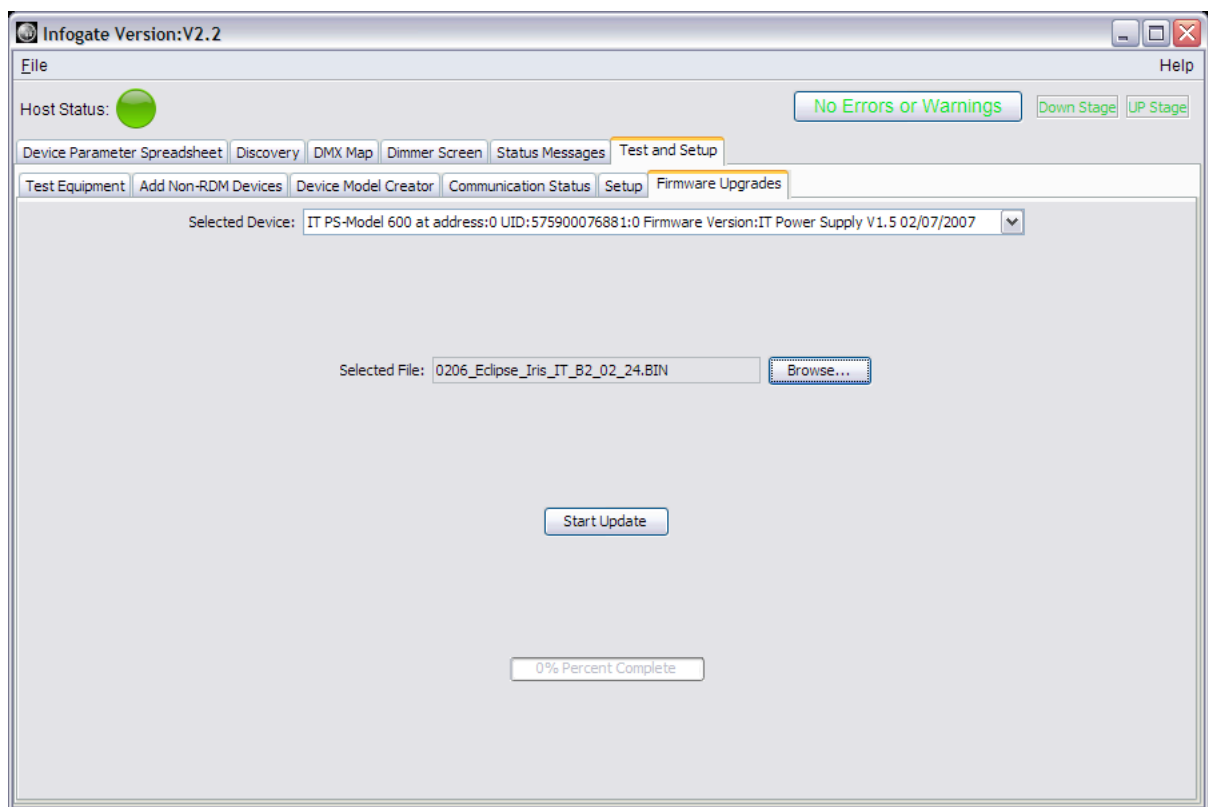 Infogate Version:V2.2
File Help
Host Status: No Errors or Warnings Down Stage UP Stage
Device Parameter Spreadsheet Discovery DMX Map Dimmer Screen Status Messages Test and Setup
Test Equipment Add Non-RDM Devices Device Model Creator Communication Status Setup Firmware Upgrades
Selected Device: IT PS-Model 600 at address:0 UID:575900076881:0 Firmware Version:IT Power Supply V1.5 02/07/2007
Selected File: 0206_Eclipse_Iris_IT_B2_02_24.BIN Browse...
Start Update
0% Percent Complete